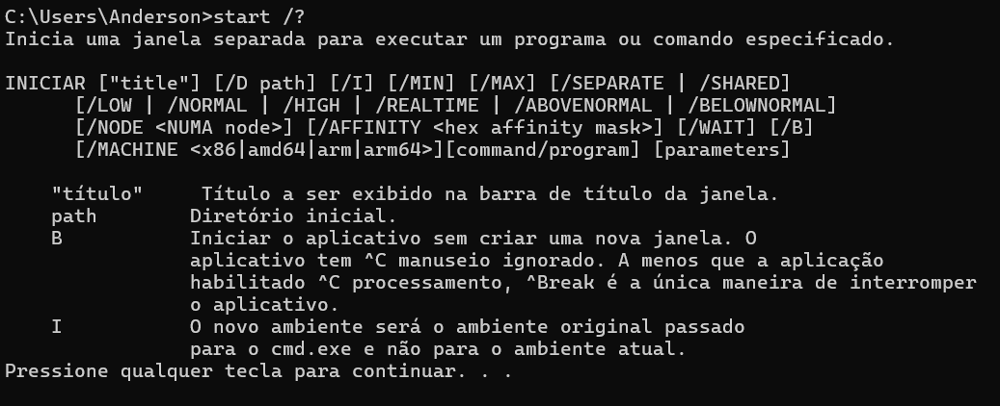 C:\Users\Anderson>start /?
Inicia uma janela separada para executar um programa ou comando especificado.
INICIAR ["title"] [/D path] [/I] [/MIN] [/MAX] [/SEPARATE | /SHARED]
[/LOW | /NORMAL | /HIGH | /REALTIME | /ABOVENORMAL | /BELOWNORMAL]
[/NODE <NUMA node>] [/AFFINITY <hex affinity mask>] [/WAIT] [/B]
[/MACHINE <x86|amd64|arm|arm64>][command/program] [parameters]
"título" Título a ser exibido na barra de título da janela.
path Diretório inicial.
B Iniciar o aplicativo sem criar uma nova janela. O
aplicativo tem ^C manuseio ignorado. A menos que a aplicação
habilitado ^C processamento, ^Break é a única maneira de interromper
o aplicativo.
I O novo ambiente será o ambiente original passado
para o cmd.exe e não para o ambiente atual.
Pressione qualquer tecla para continuar. . .